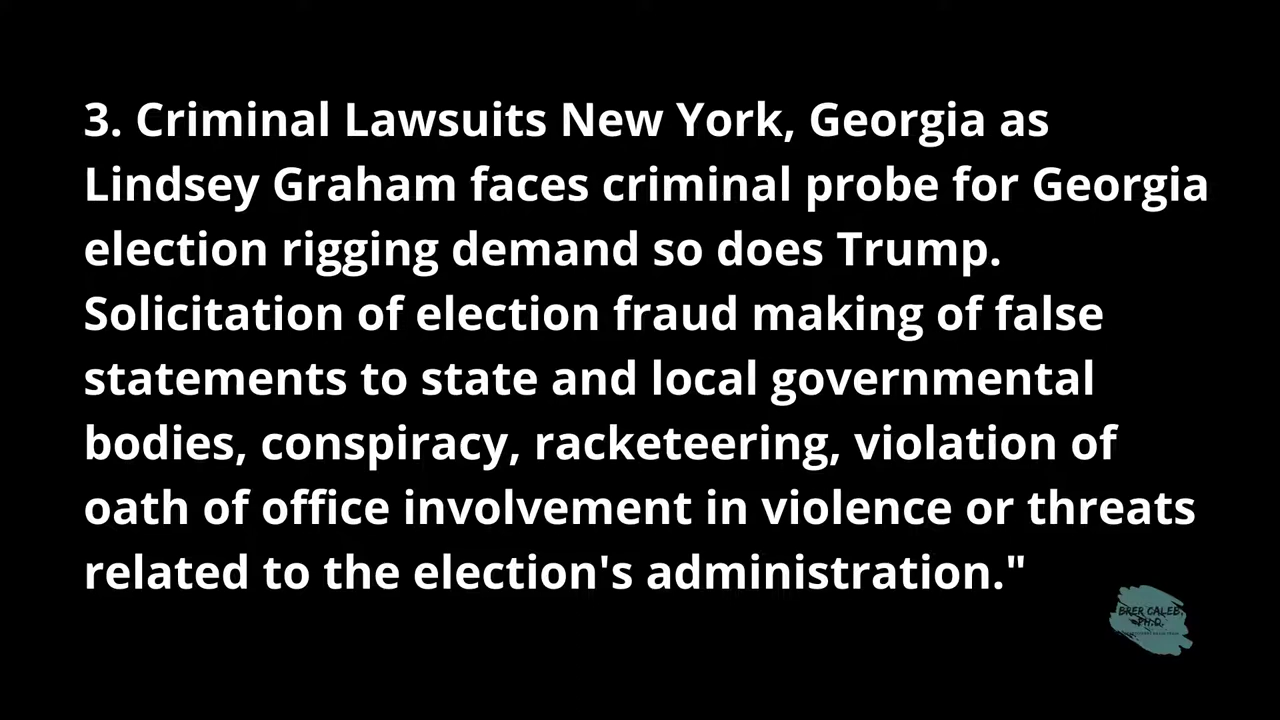 3. Criminal Lawsuits New York, Georgia as
Lindsey Graham faces criminal probe for Georgia
election rigging demand so does Trump.
Solicitation of election fraud making of false
statements to state and local governmental
bodies, conspiracy, racketeering, violation of
oath of office involvement in violence or threats
related to the election's administration."
BRER CALEB,
PH.D.